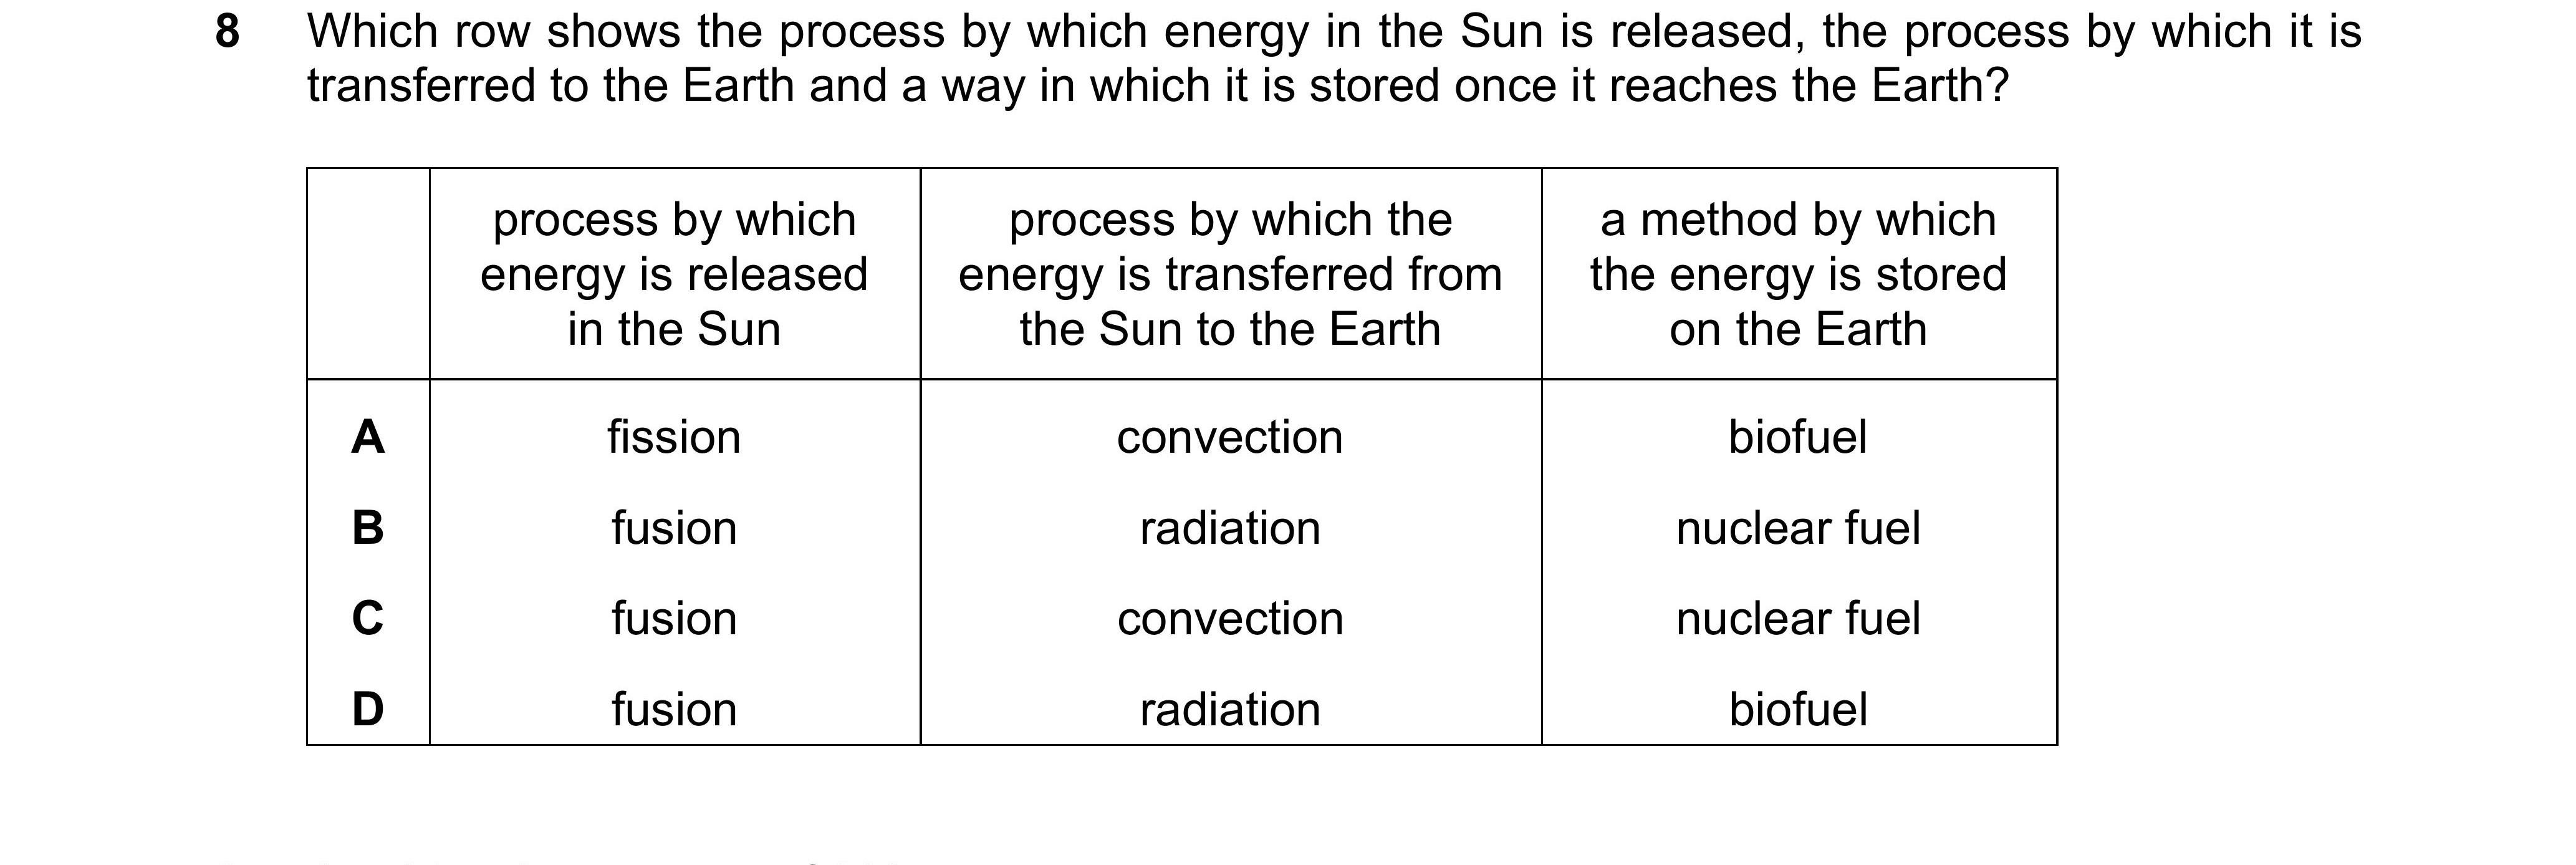 8 Which row shows the process by which energy in the Sun is released, the process by which it is
transferred to the Earth and a way in which it is stored once it reaches the Earth?
process by which energy is released in the Sun
process by which the energy is transferred from the Sun to the Earth
a method by which the energy is stored on the Earth
A fission convection biofuel
B fusion radiation nuclear fuel
C fusion convection nuclear fuel
D fusion radiation biofuel